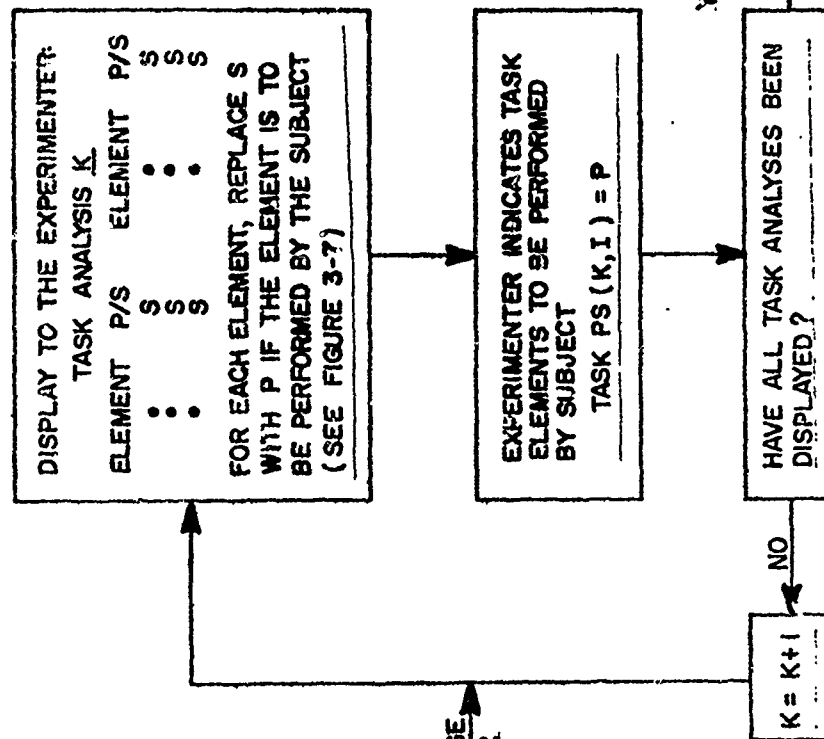 DISPLAY TO THE EXPERIMENTER:
TASK ANALYSIS K
ELEMENT P/S ELEMENT P/S
• S • S
• S • S
• S • S
FOR EACH ELEMENT, REPLACE S
WITH P IF THE ELEMENT IS TO
BE PERFORMED BY THE SUBJECT
(SEE FIGURE 3-7)
EXPERIMENTER INDICATES TASK
ELEMENTS TO BE PERFORMED
BY SUBJECT
TASK PS (K,I) = P
HAVE ALL TASK ANALYSES BEEN
DISPLAYED?
NO
K = K+I